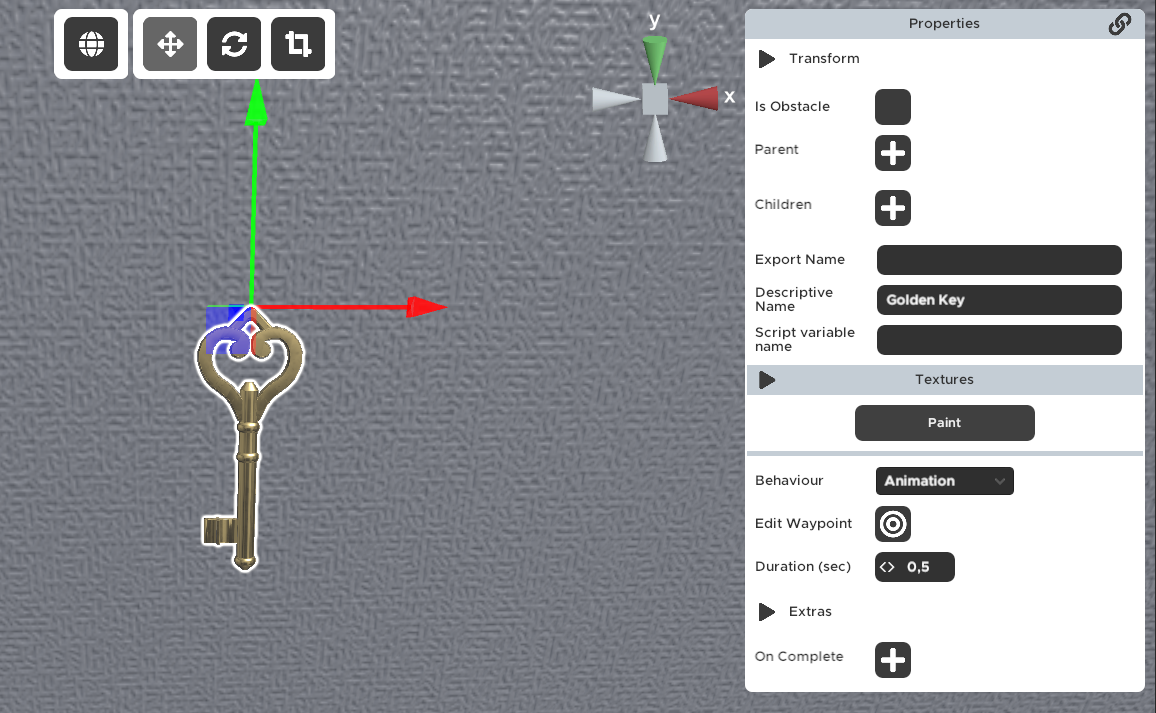 y
x
Properties
Transform
Is Obstacle
Parent
Children
Export Name
Descriptive
Name
Golden Key
Script variable
name
Textures
Paint
Behaviour
Animation
Edit Waypoint
Duration (sec)
<> 0,5
Extras
On Complete